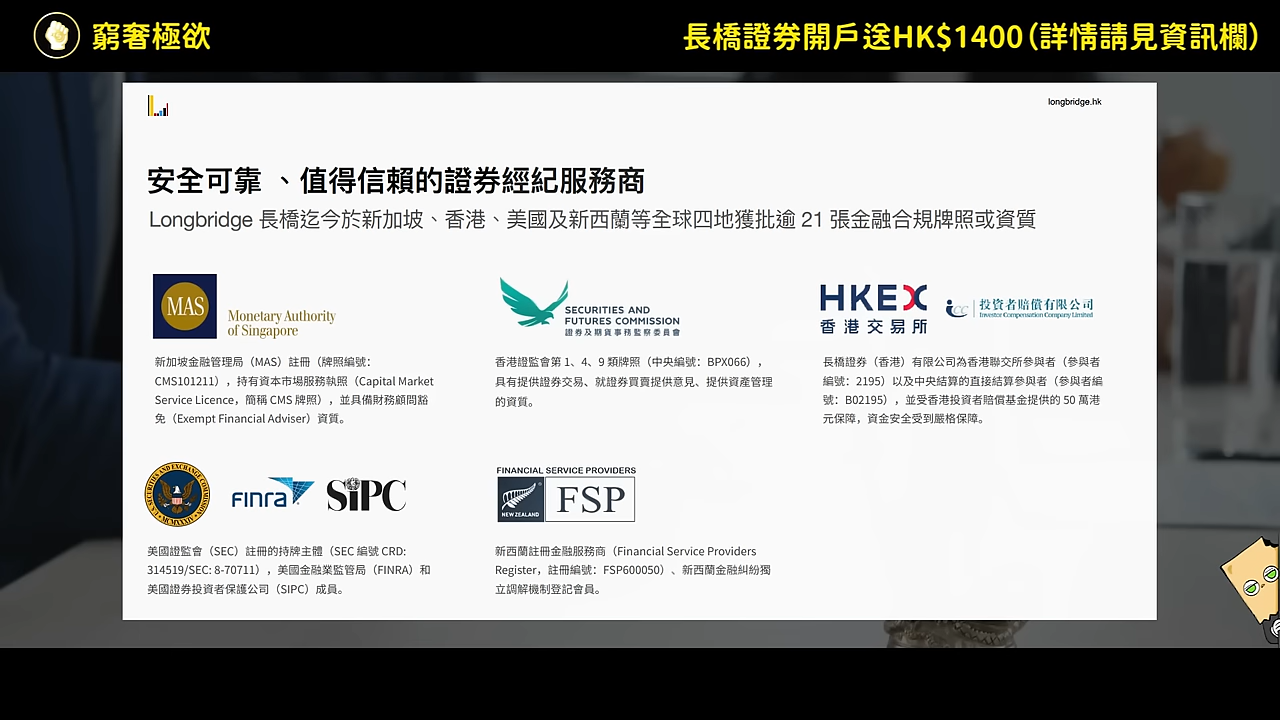 窮奢極欲
長橋證券開戶送HK$1400(詳情請見資訊欄)
longbridge.hk
安全可靠 、值得信賴的證券經紀服務商
Longbridge 長橋迄今於新加坡、香港、美國及新西蘭等全球四地獲批逾 21 張金融合規牌照或資質
MAS
Monetary Authority
of Singapore
新加坡金融管理局（MAS）註冊（牌照編號：
CMS101211），持有資本市場服務執照（Capital Market
Service Licence，簡稱 CMS 牌照），並具備財務顧問豁
免（Exempt Financial Adviser）資質。
SECURITIES AND
FUTURES COMMISSION
證券及期貨事務監察委員會
香港證監會第 1、4、9 類牌照（中央編號：BPX066），
具有提供證券交易、就證券買賣提供意見、提供資產管理
的資質。
HKEX
香港交易所
icc 投資者賠償有限公司
Investor Compensation Company Limited
長橋證券（香港）有限公司為香港聯交所參與者（參與者
編號：2195）以及中央結算的直接結算參與者（參與者編
號：B02195），並受香港投資者賠償基金提供的 50 萬港
元保障，資金安全受到嚴格保障。
U.S. SECURITIES AND EXCHANGE COMMISSION
MCMXXXIV
finra
SIPC
美國證監會（SEC）註冊的持牌主體（SEC 編號 CRD:
314519/SEC: 8-70711），美國金融業監管局（FINRA）和
美國證券投資者保護公司（SIPC）成員。
FINANCIAL SERVICE PROVIDERS
NEW ZEALAND
FSP
新西蘭註冊金融服務商（Financial Service Providers
Register，註冊編號：FSP600050）、新西蘭金融糾紛獨
立調解機制登記會員。